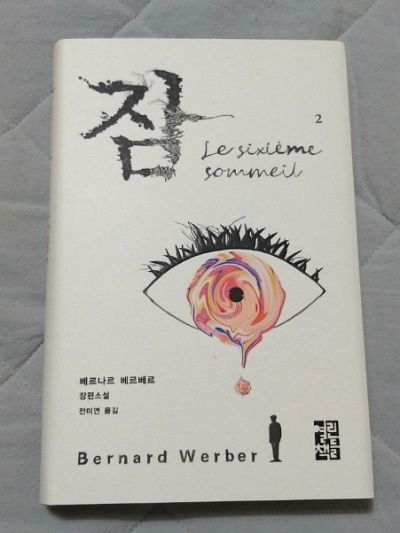 잠
2
Le sixième
sommeil
베르나르 베르베르
장편소설
전미연 옮김
Bernard Werber
열린
책들